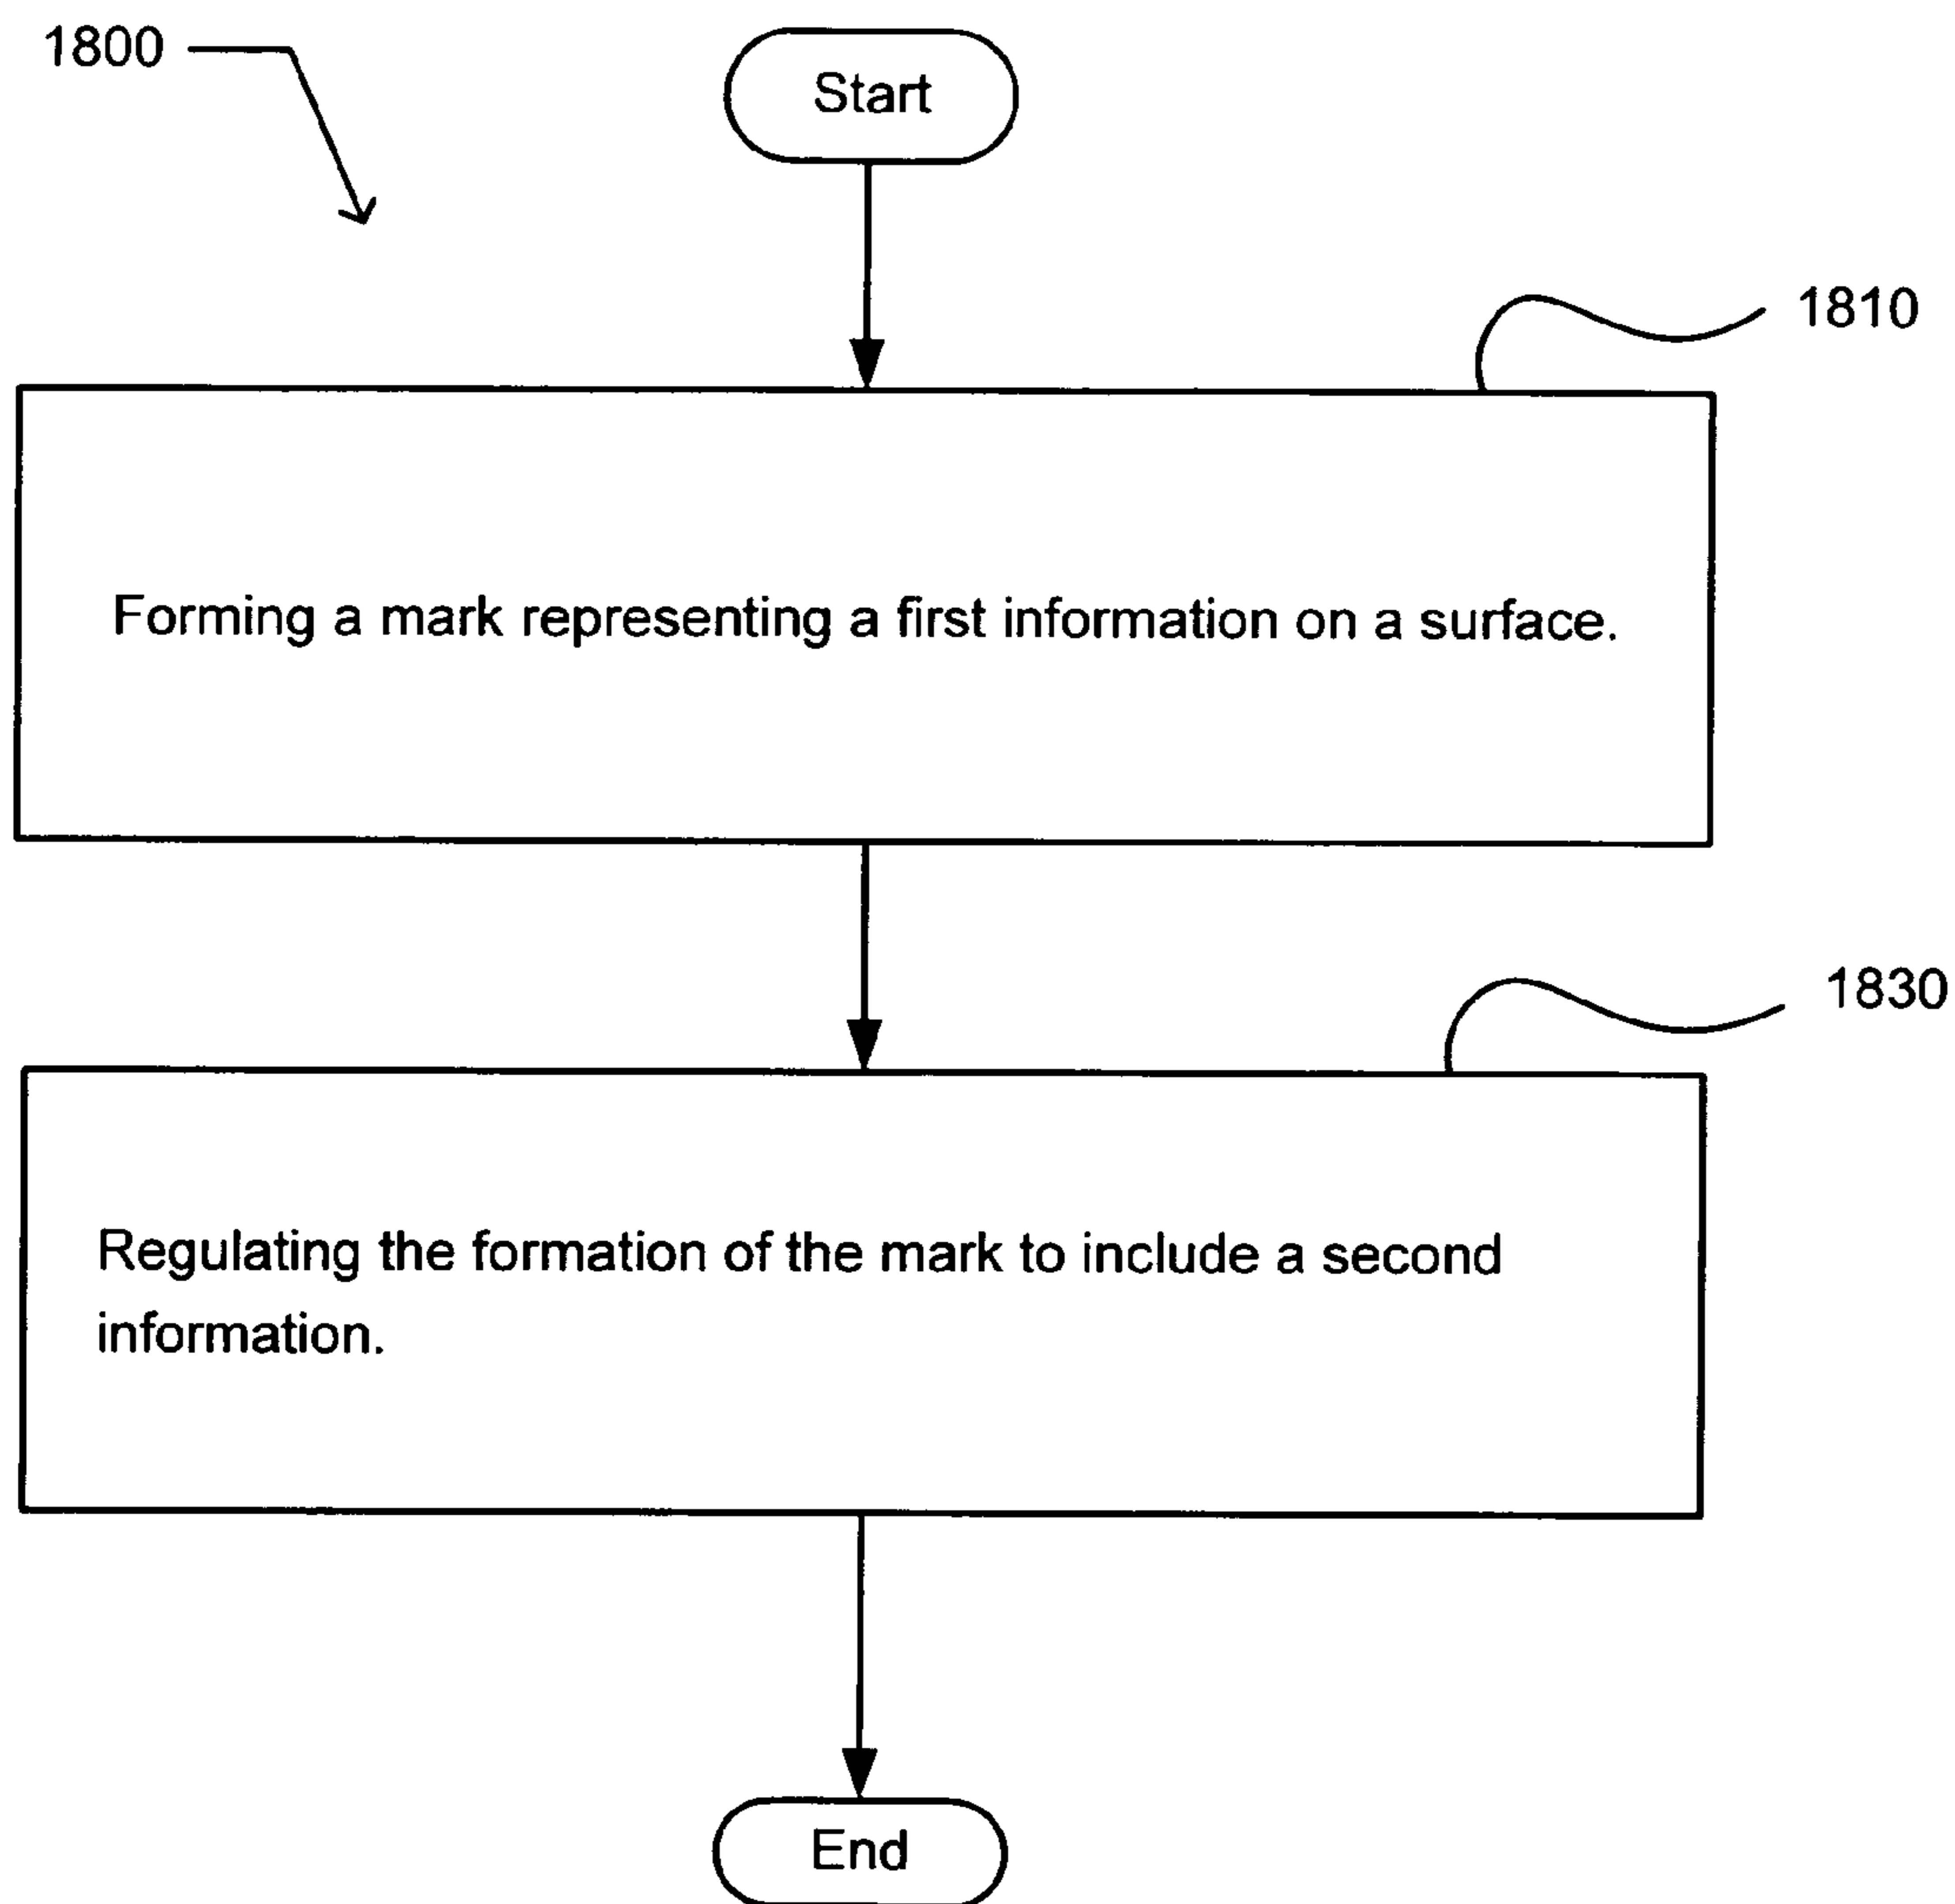 1800
Start
1810
Forming a mark representing a first information on a surface.
1830
Regulating the formation of the mark to include a second
information.
End